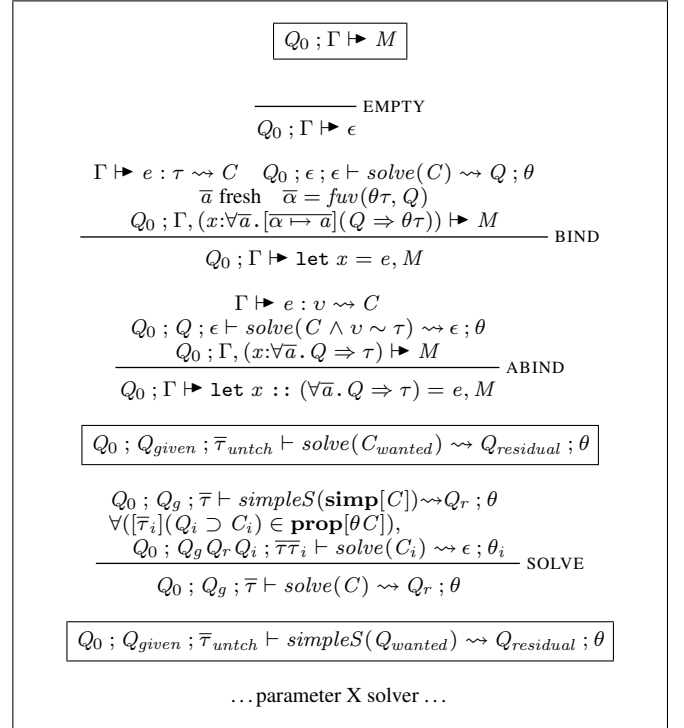 Q₀ ; Γ ⊩ M
EMPTY
Q₀ ; Γ ⊩ ϵ
Γ ⊩ e : τ ⇝ C Q₀ ; ϵ ; ϵ ⊢ solve(C) ⇝ Q ; θ
a̅ fresh α̅ = fuv(θτ, Q)
Q₀ ; Γ, (x:∀a̅ . [α̅ ↦ a̅](Q ⇒ θτ)) ⊩ M
BIND
Q₀ ; Γ ⊩ let x = e, M
Γ ⊩ e : υ ⇝ C
Q₀ ; Q ; ϵ ⊢ solve(C ∧ υ ∼ τ) ⇝ ϵ ; θ
Q₀ ; Γ, (x:∀a̅ . Q ⇒ τ) ⊩ M
ABIND
Q₀ ; Γ ⊩ let x :: (∀a̅ . Q ⇒ τ) = e, M
Q₀ ; Q_given ; τ̅_untch ⊢ solve(C_wanted) ⇝ Q_residual ; θ
Q₀ ; Q_g ; τ̅ ⊢ simpleS(simp[C]) ⇝ Q_r ; θ
∀([τ̅_i](Q_i ⊃ C_i) ∈ prop[θC]),
Q₀ ; Q_g Q_r Q_i ; τ̅τ̅_i ⊢ solve(C_i) ⇝ ϵ ; θ_i
SOLVE
Q₀ ; Q_g ; τ̅ ⊢ solve(C) ⇝ Q_r ; θ
Q₀ ; Q_given ; τ̅_untch ⊢ simpleS(Q_wanted) ⇝ Q_residual ; θ
…parameter X solver …